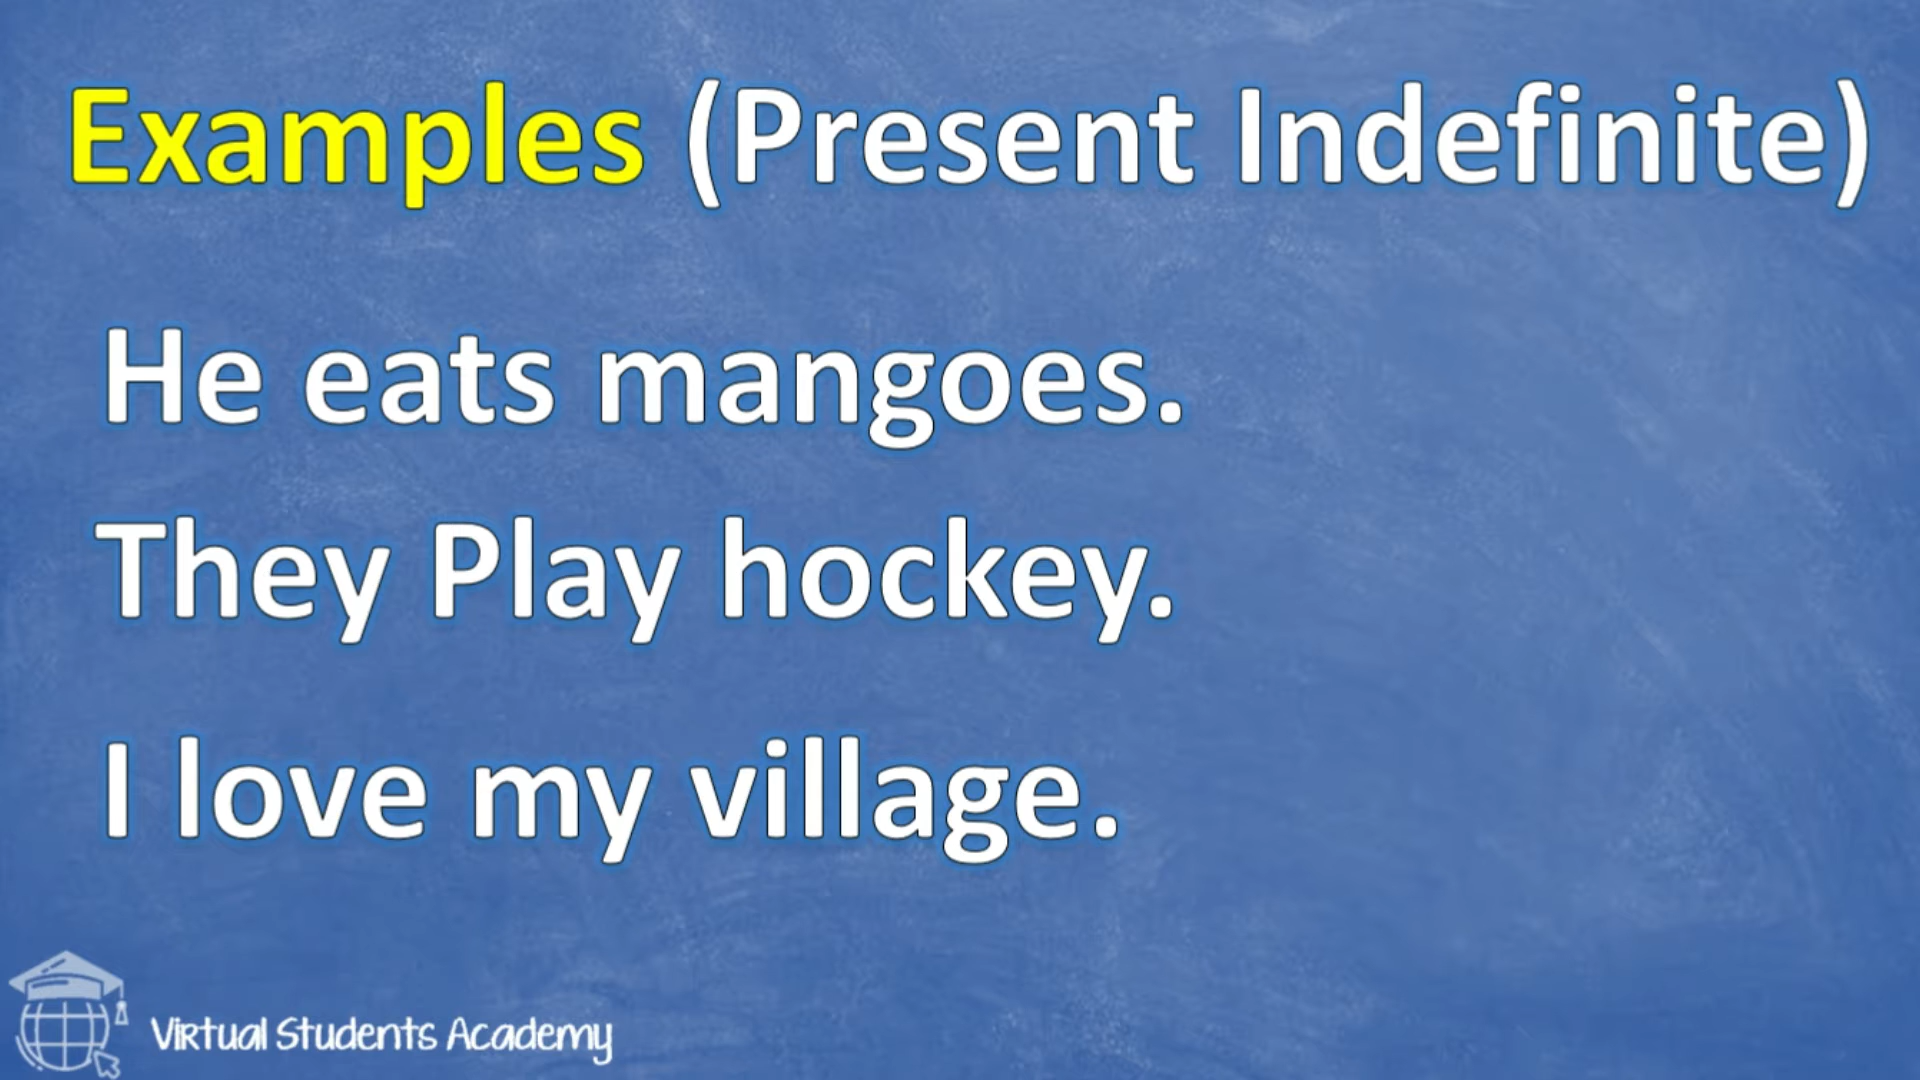 Examples (Present Indefinite)
He eats mangoes.
They Play hockey.
I love my village.
Virtual Students Academy